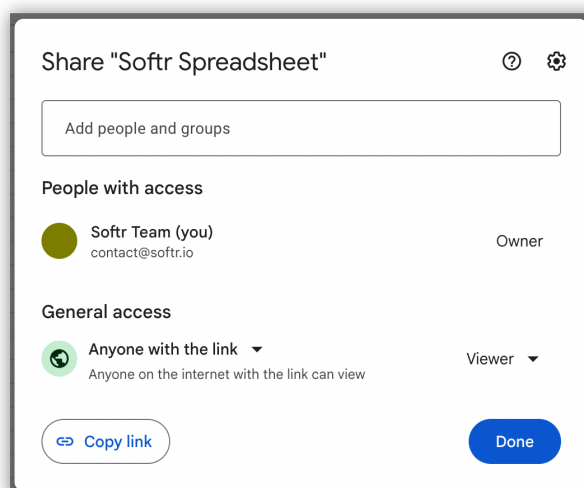 Share "Softr Spreadsheet"
Add people and groups
People with access
Softr Team (you)
contact@softr.io
Owner
General access
Anyone with the link
Anyone on the internet with the link can view
Viewer
Copy link
Done